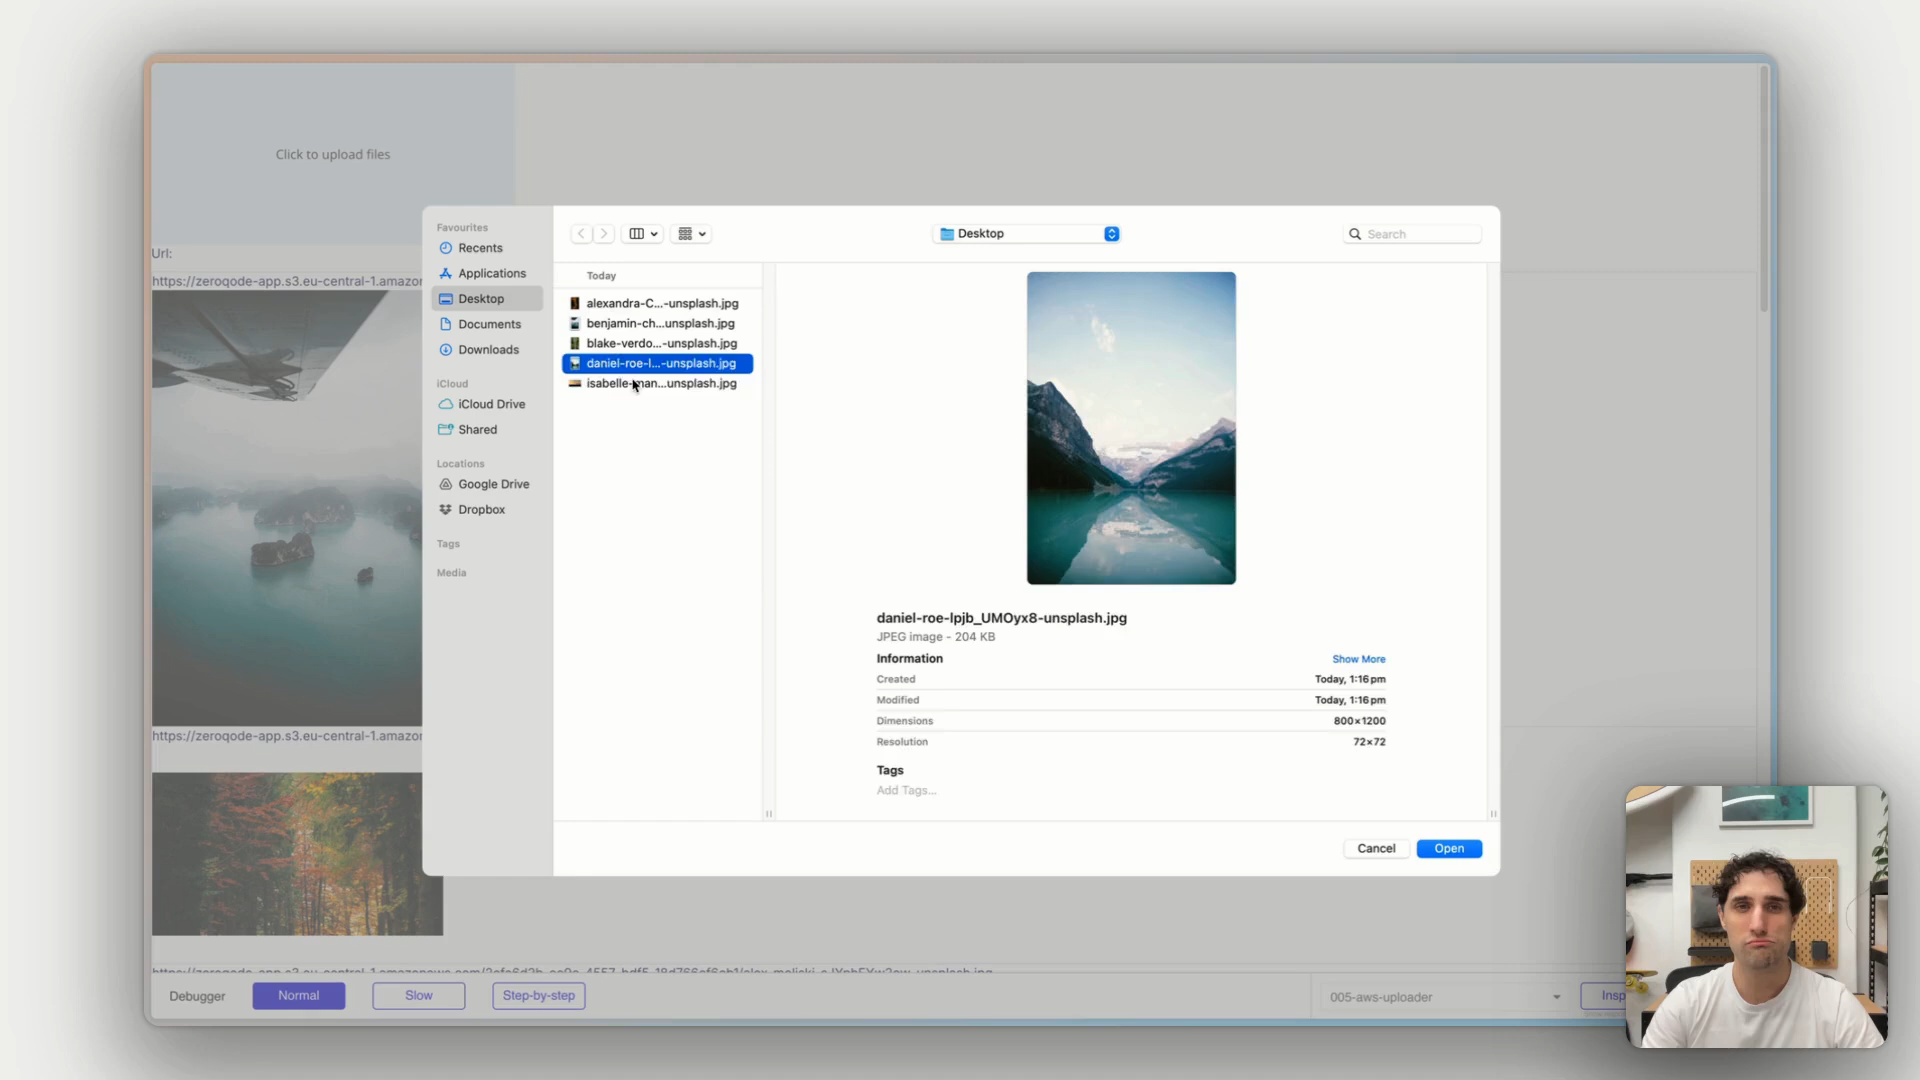 Click to upload files
Url:
https://zeroqode-app.s3.eu-central-1.amazor
https://zeroqode-app.s3.eu-central-1.amazor
Favourites
Recents
Applications
Desktop
Documents
Downloads
iCloud
iCloud Drive
Shared
Locations
Google Drive
Dropbox
Tags
Media
Desktop
Search
Today
alexandra-C...-unsplash.jpg
benjamin-ch...unsplash.jpg
blake-verdo...-unsplash.jpg
daniel-roe-l...-unsplash.jpg
isabelle-man...unsplash.jpg
daniel-roe-lpjb_UMOyx8-unsplash.jpg
JPEG image - 204 KB
Information Show More
Created Today, 1:16 pm
Modified Today, 1:16 pm
Dimensions 800×1200
Resolution 72×72
Tags
Add Tags...
Cancel Open
Debugger Normal Slow Step-by-step 005-aws-uploader Insp